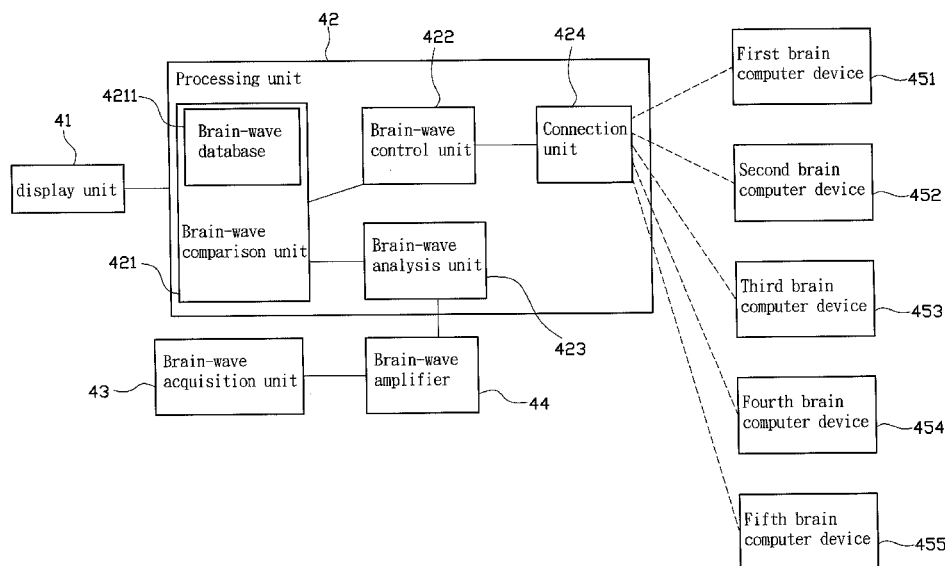 42
422
424
Processing unit
4211
Brain-wave
database
Brain-wave
control unit
Connection
unit
41
display unit
Brain-wave
comparison unit
421
Brain-wave
analysis unit
423
Brain-wave
acquisition unit
43
Brain-wave
amplifier
44
First brain
computer device
451
Second brain
computer device
452
Third brain
computer device
453
Fourth brain
computer device
454
Fifth brain
computer device
455